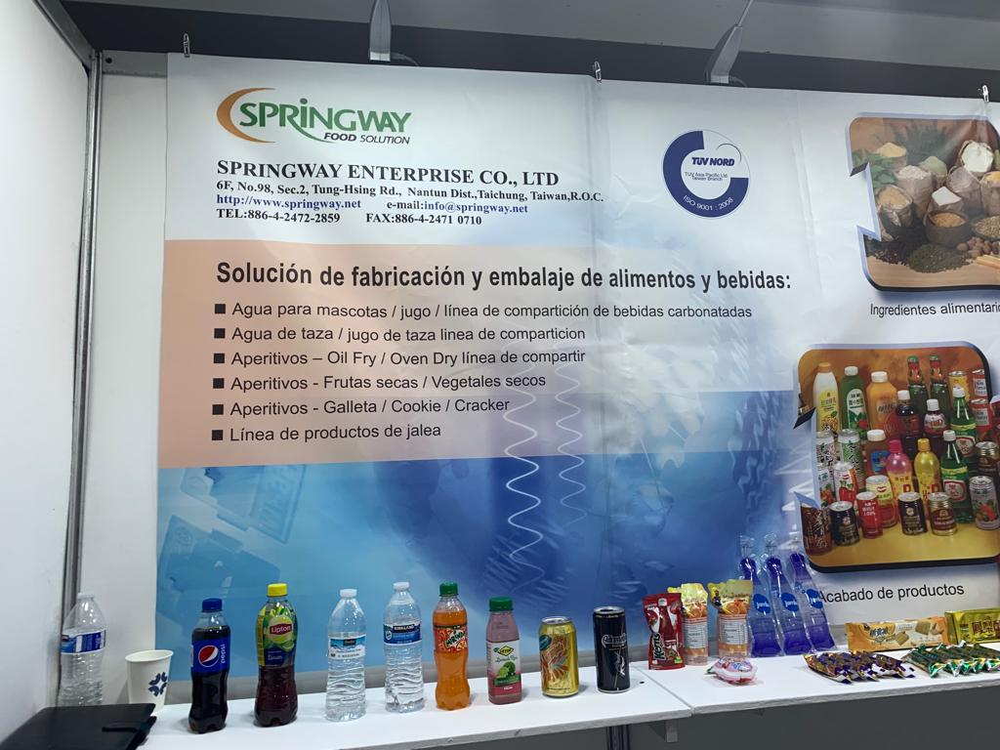 SPRiNGWAY
FOOD SOLUTION
SPRINGWAY ENTERPRISE CO., LTD
6F, No.98, Sec.2, Tung-Hsing Rd., Nantun Dist.,Taichung, Taiwan,R.O.C.
http://www.springway.net e-mail:info@springway.net
TEL:886-4-2472-2859 FAX:886-4-2471 0710
TUV NORD
TUV Asia Pacific Ltd.
Taiwan Branch
ISO 9001 : 2008
Solución de fabricación y embalaje de alimentos y bebidas:
■ Agua para mascotas / jugo / línea de compartición de bebidas carbonatadas
■ Agua de taza / jugo de taza linea de comparticion
■ Aperitivos – Oil Fry / Oven Dry línea de compartir
■ Aperitivos - Frutas secas / Vegetales secos
■ Aperitivos - Galleta / Cookie / Cracker
■ Línea de productos de jalea
Ingredientes alimentario
Acabado de productos
pepsi
Lipton
KIRKLAND